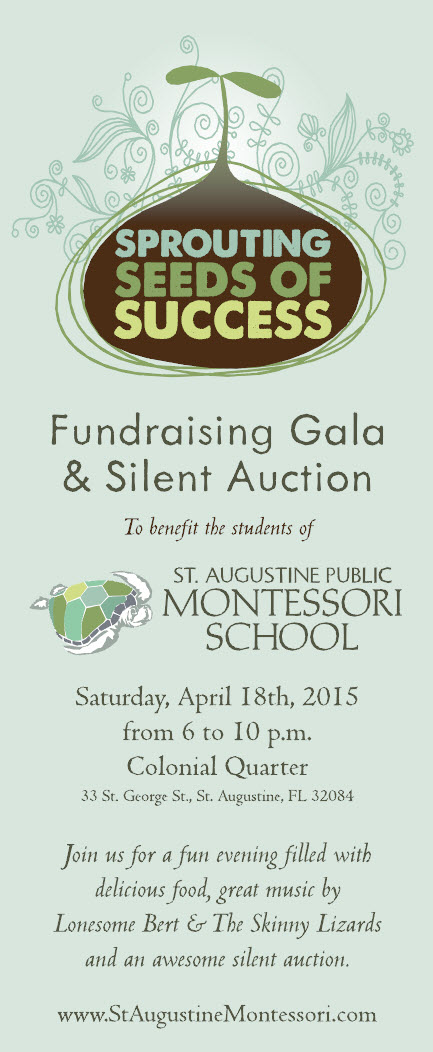 SPROUTING
SEEDS OF
SUCCESS
Fundraising Gala
& Silent Auction
To benefit the students of
ST. AUGUSTINE PUBLIC
MONTESSORI
SCHOOL
Saturday, April 18th, 2015
from 6 to 10 p.m.
Colonial Quarter
33 St. George St., St. Augustine, FL 32084
Join us for a fun evening filled with
delicious food, great music by
Lonesome Bert & The Skinny Lizards
and an awesome silent auction.
www.StAugustineMontessori.com